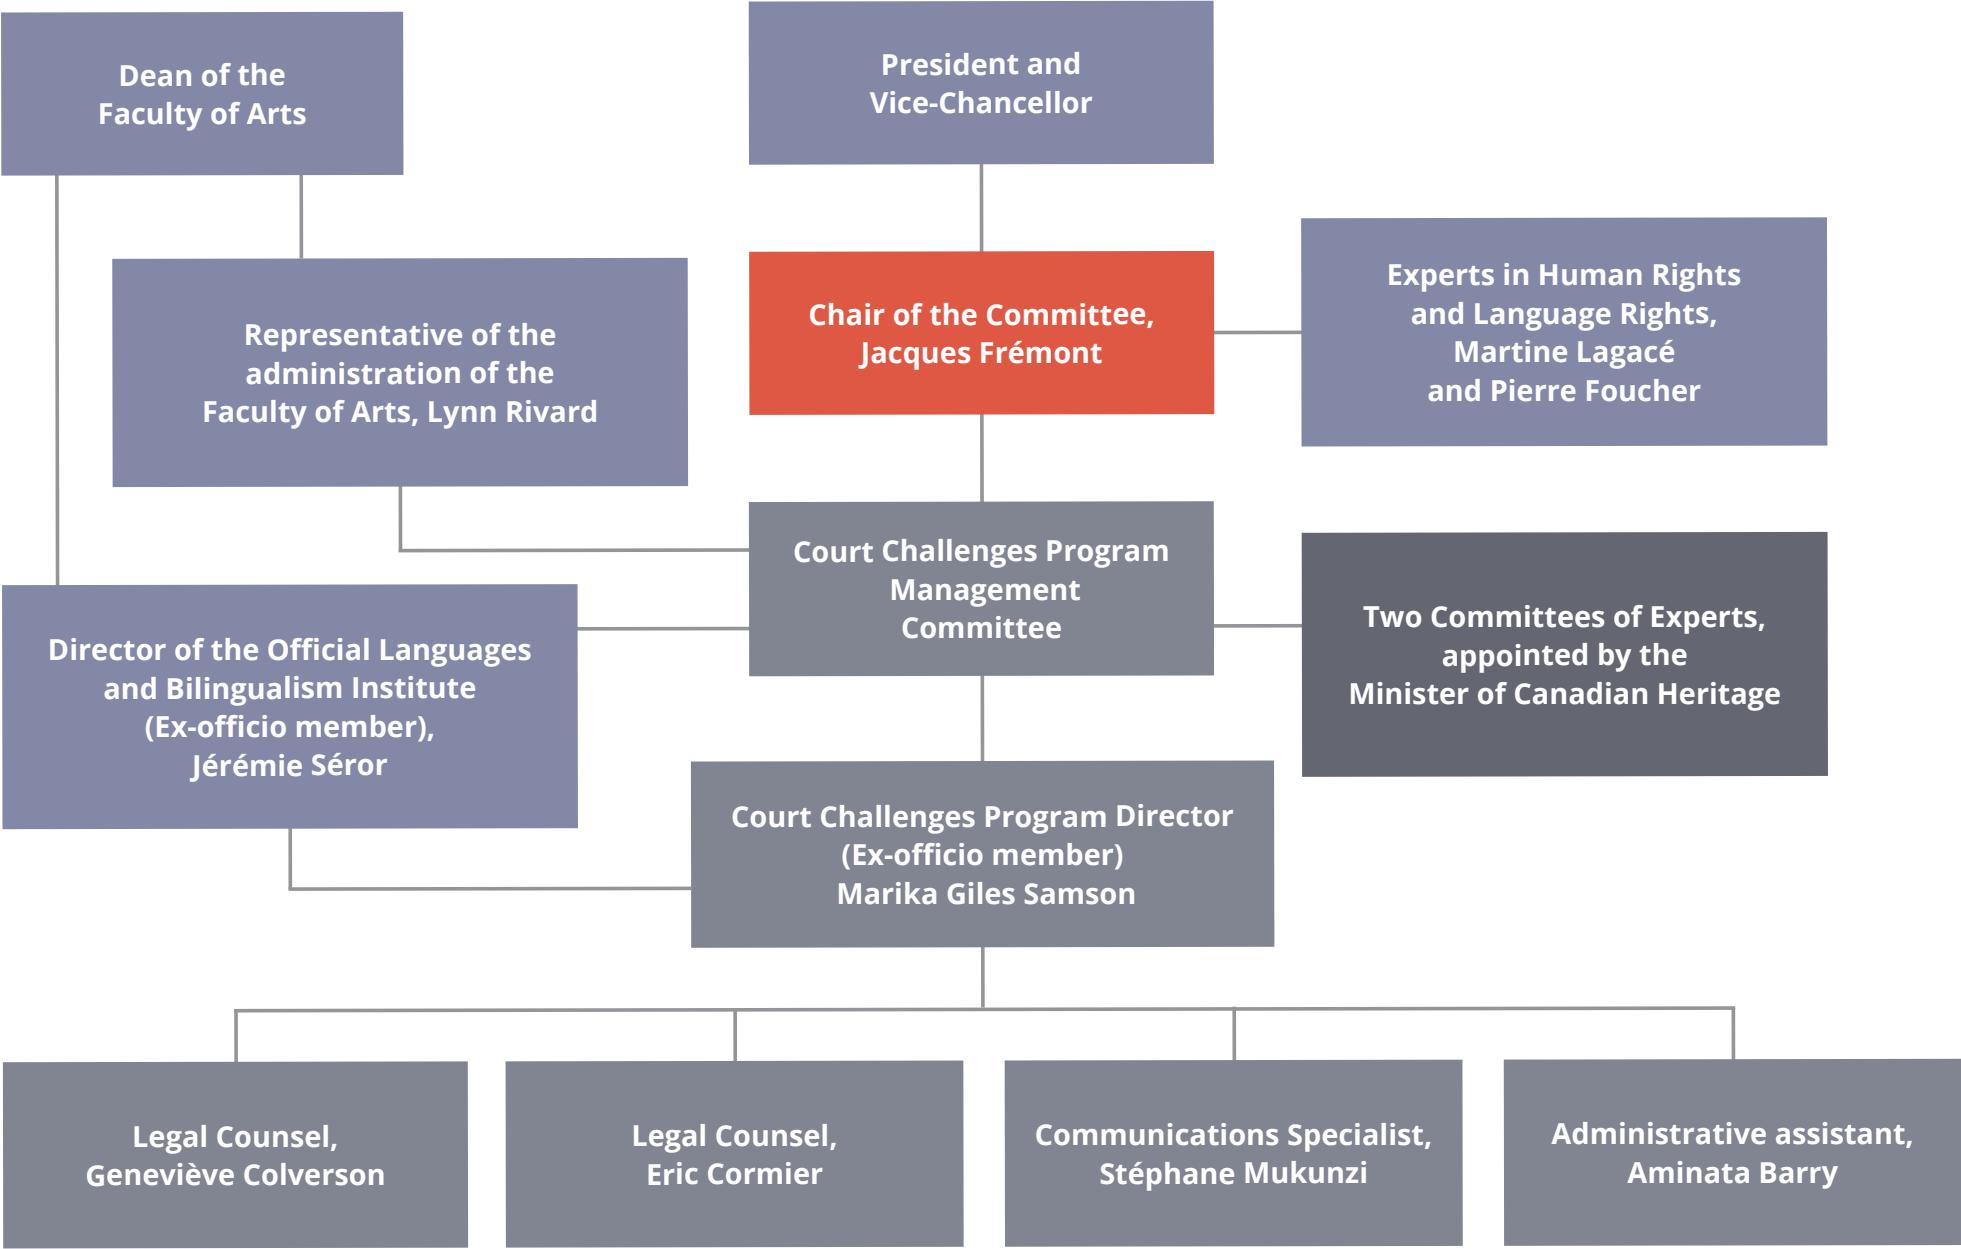 Dean of the
Faculty of Arts
President and
Vice-Chancellor
Representative of the
administration of the
Faculty of Arts, Lynn Rivard
Chair of the Committee,
Jacques Frémont
Experts in Human Rights
and Language Rights,
Martine Lagacé
and Pierre Foucher
Court Challenges Program
Management
Committee
Two Committees of Experts,
appointed by the
Minister of Canadian Heritage
Director of the Official Languages
and Bilingualism Institute
(Ex-officio member),
Jérémie Séror
Court Challenges Program Director
(Ex-officio member)
Marika Giles Samson
Legal Counsel,
Geneviève Colverson
Legal Counsel,
Eric Cormier
Communications Specialist,
Stéphane Mukunzi
Administrative assistant,
Aminata Barry